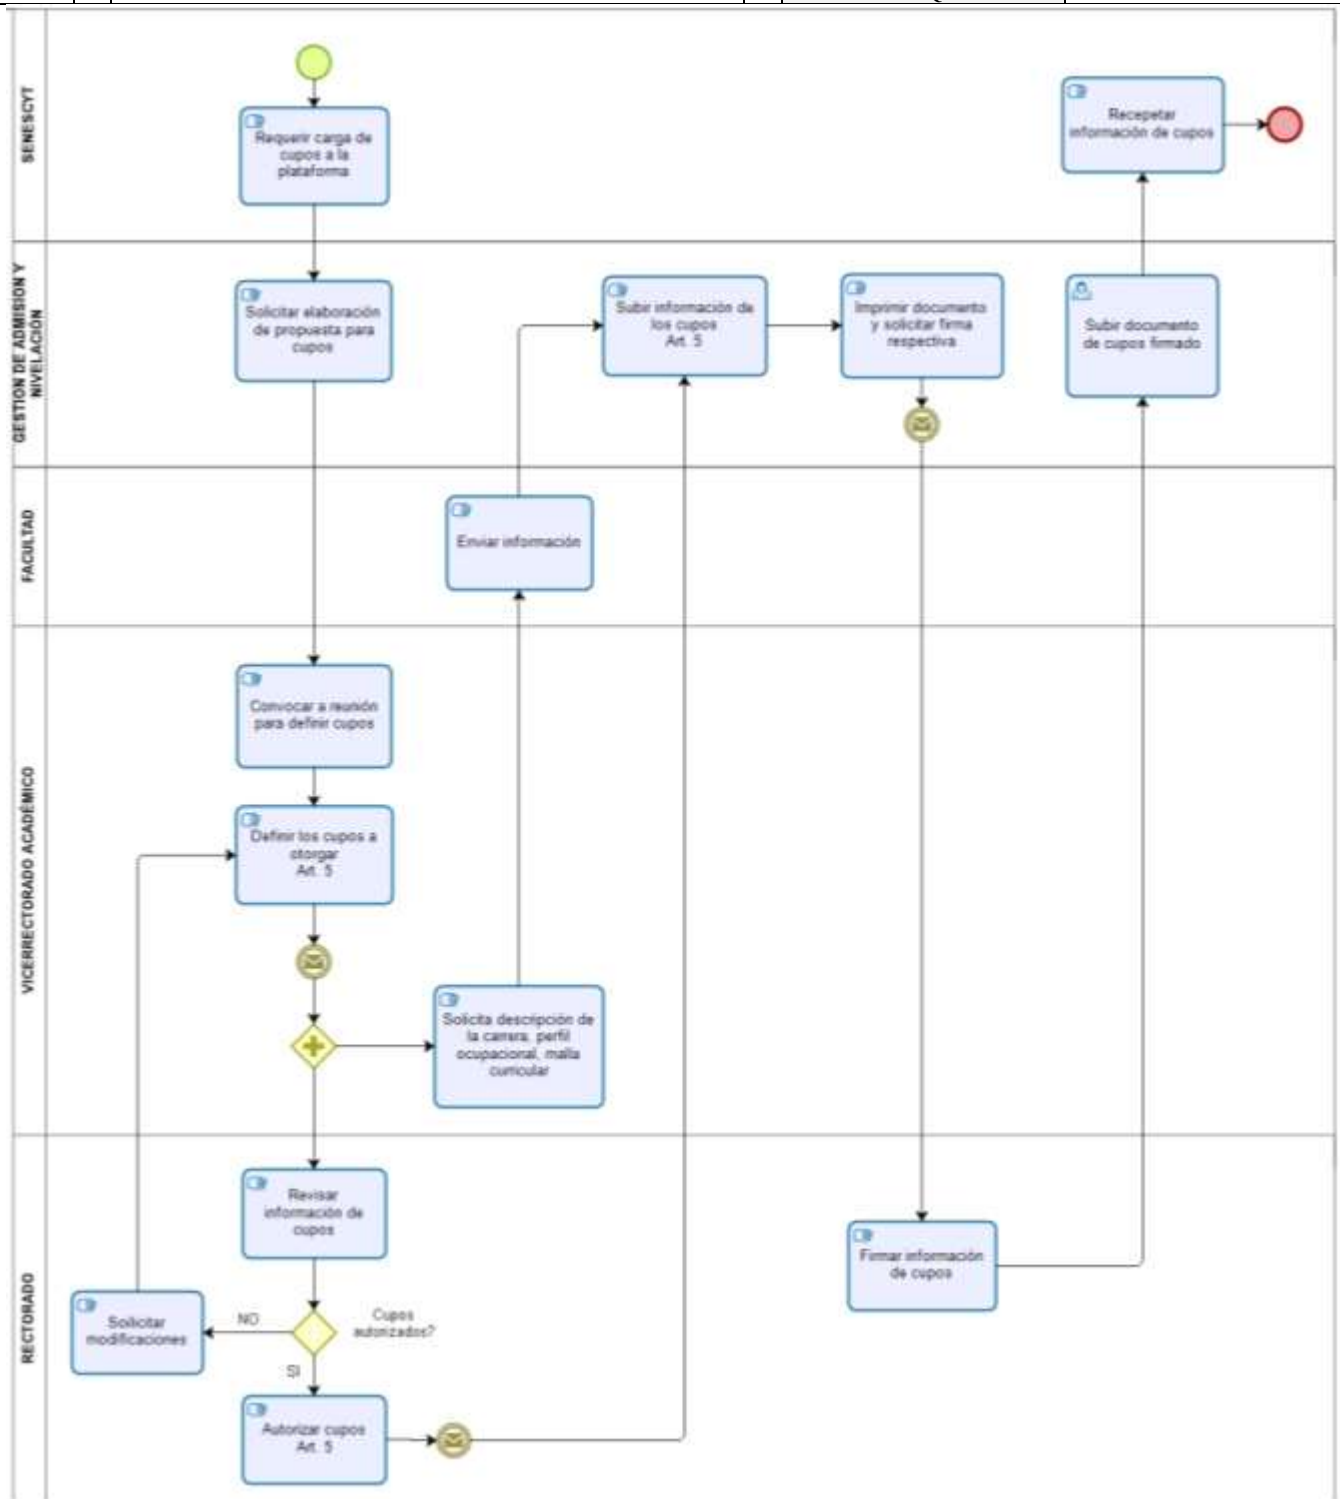 SENESCYT
Requerir carga de
cupos a la
plataforma
Recepetar
información de cupos
GESTION DE ADMISION Y
NIVELACIÓN
Solicitar elaboración
de propuesta para
cupos
Subir información de
los cupos
Art. 5
Imprimir documento
y solicitar firma
respectiva
Subir documento
de cupos firmado
FACULTAD
Enviar información
VICERRECTORADO ACADÉMICO
Convocar a reunión
para definir cupos
Definir los cupos a
otorgar
Art. 5
Solicita descripción de
la carrera, perfil
ocupacional, malla
curricular
RECTORADO
Revisar
información de
cupos
Firmar información
de cupos
Solicitar
modificaciones
NO
Cupos
autorizados?
SI
Autorizar cupos
Art. 5